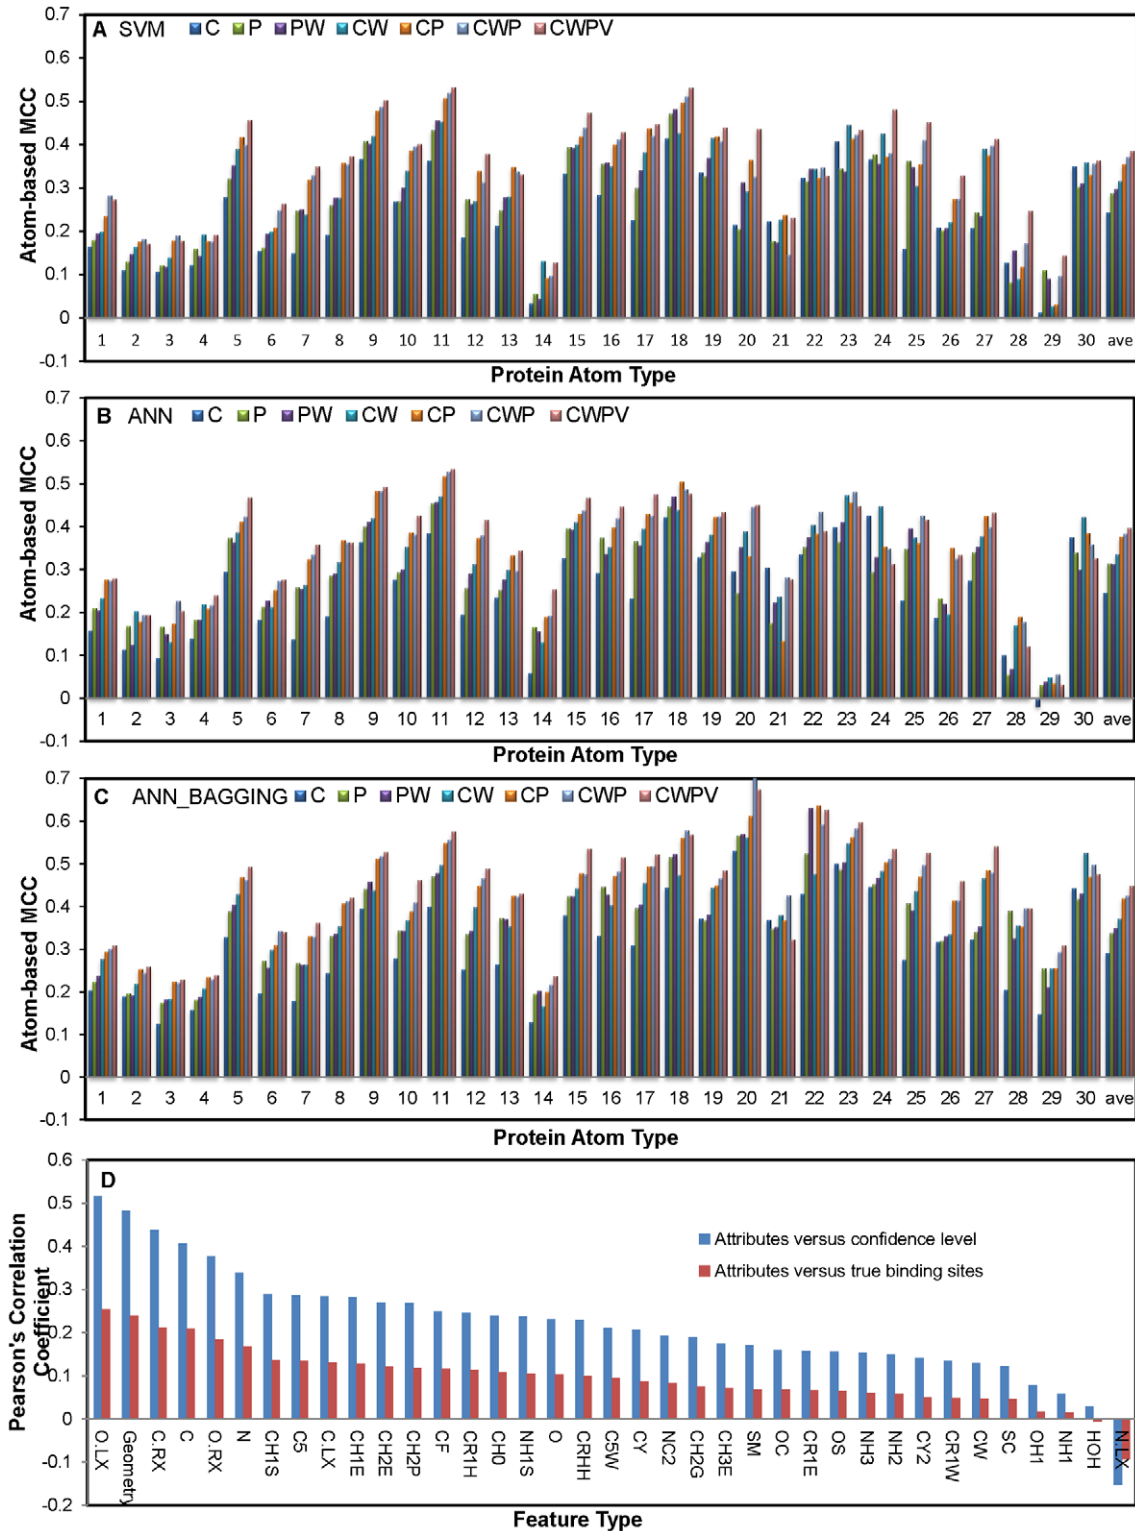 A SVM C P PW CW CP CWP CWPV
Atom-based MCC
0.7
0.6
0.5
0.4
0.3
0.2
0.1
0
-0.1
1 2 3 4 5 6 7 8 9 10 11 12 13 14 15 16 17 18 19 20 21 22 23 24 25 26 27 28 29 30 ave
Protein Atom Type
B ANN C P PW CW CP CWP CWPV
Atom-based MCC
0.7
0.6
0.5
0.4
0.3
0.2
0.1
0
-0.1
1 2 3 4 5 6 7 8 9 10 11 12 13 14 15 16 17 18 19 20 21 22 23 24 25 26 27 28 29 30 ave
Protein Atom Type
C ANN_BAGGING C P PW CW CP CWP CWPV
Atom-based MCC
0.7
0.6
0.5
0.4
0.3
0.2
0.1
0
-0.1
1 2 3 4 5 6 7 8 9 10 11 12 13 14 15 16 17 18 19 20 21 22 23 24 25 26 27 28 29 30 ave
Protein Atom Type
D
Pearson's Correlation
Coefficient
0.6
0.5
0.4
0.3
0.2
0.1
0
-0.1
-0.2
Attributes versus confidence level
Attributes versus true binding sites
O.LX Geometry C.RX C O.RX N CH1S C5 C.LX CH1E CH2E CH2P CF CR1H CH0 NH1S O CRHH C5W CY NC2 CH2G CH3E SM OC CR1E OS NH3 NH2 CY2 CR1W CW SC OH1 NH1 HOH N.LX
Feature Type